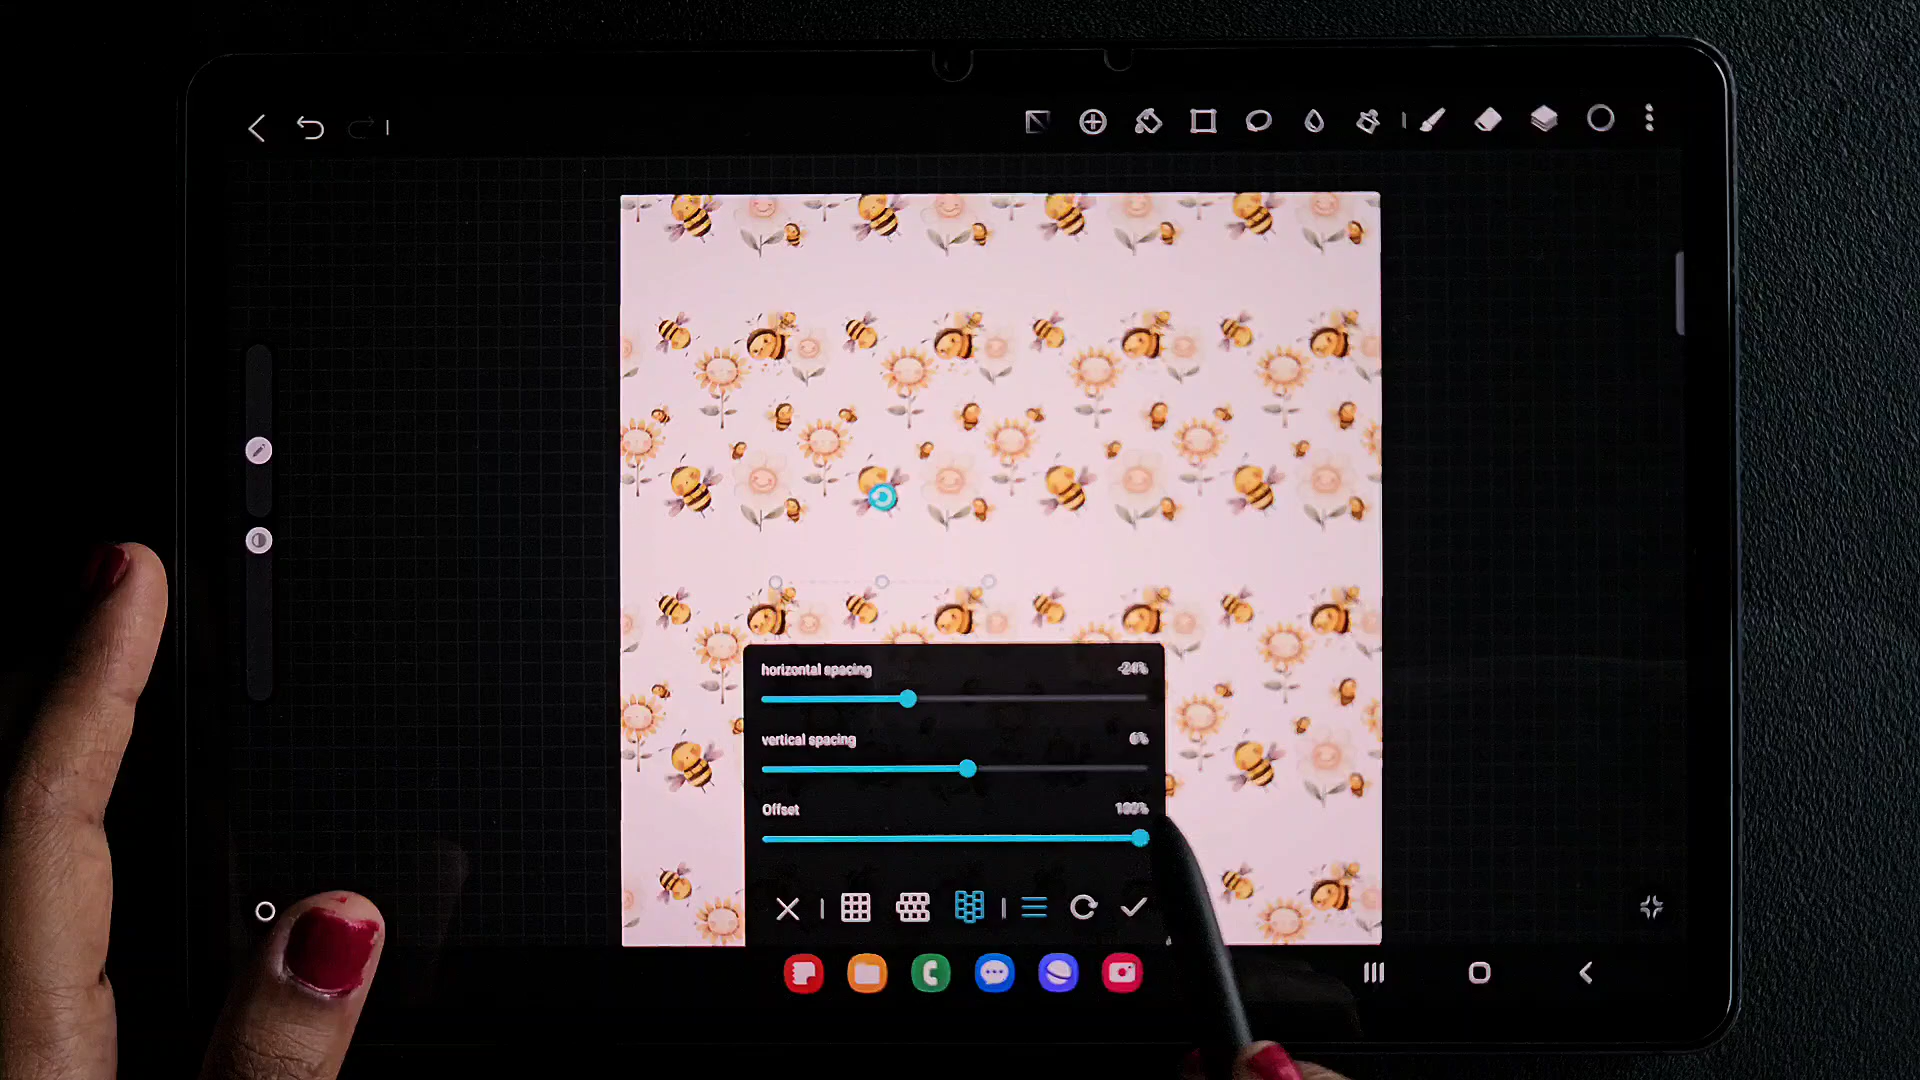 horizontal spacing -24%
vertical spacing 6%
Offset 100%